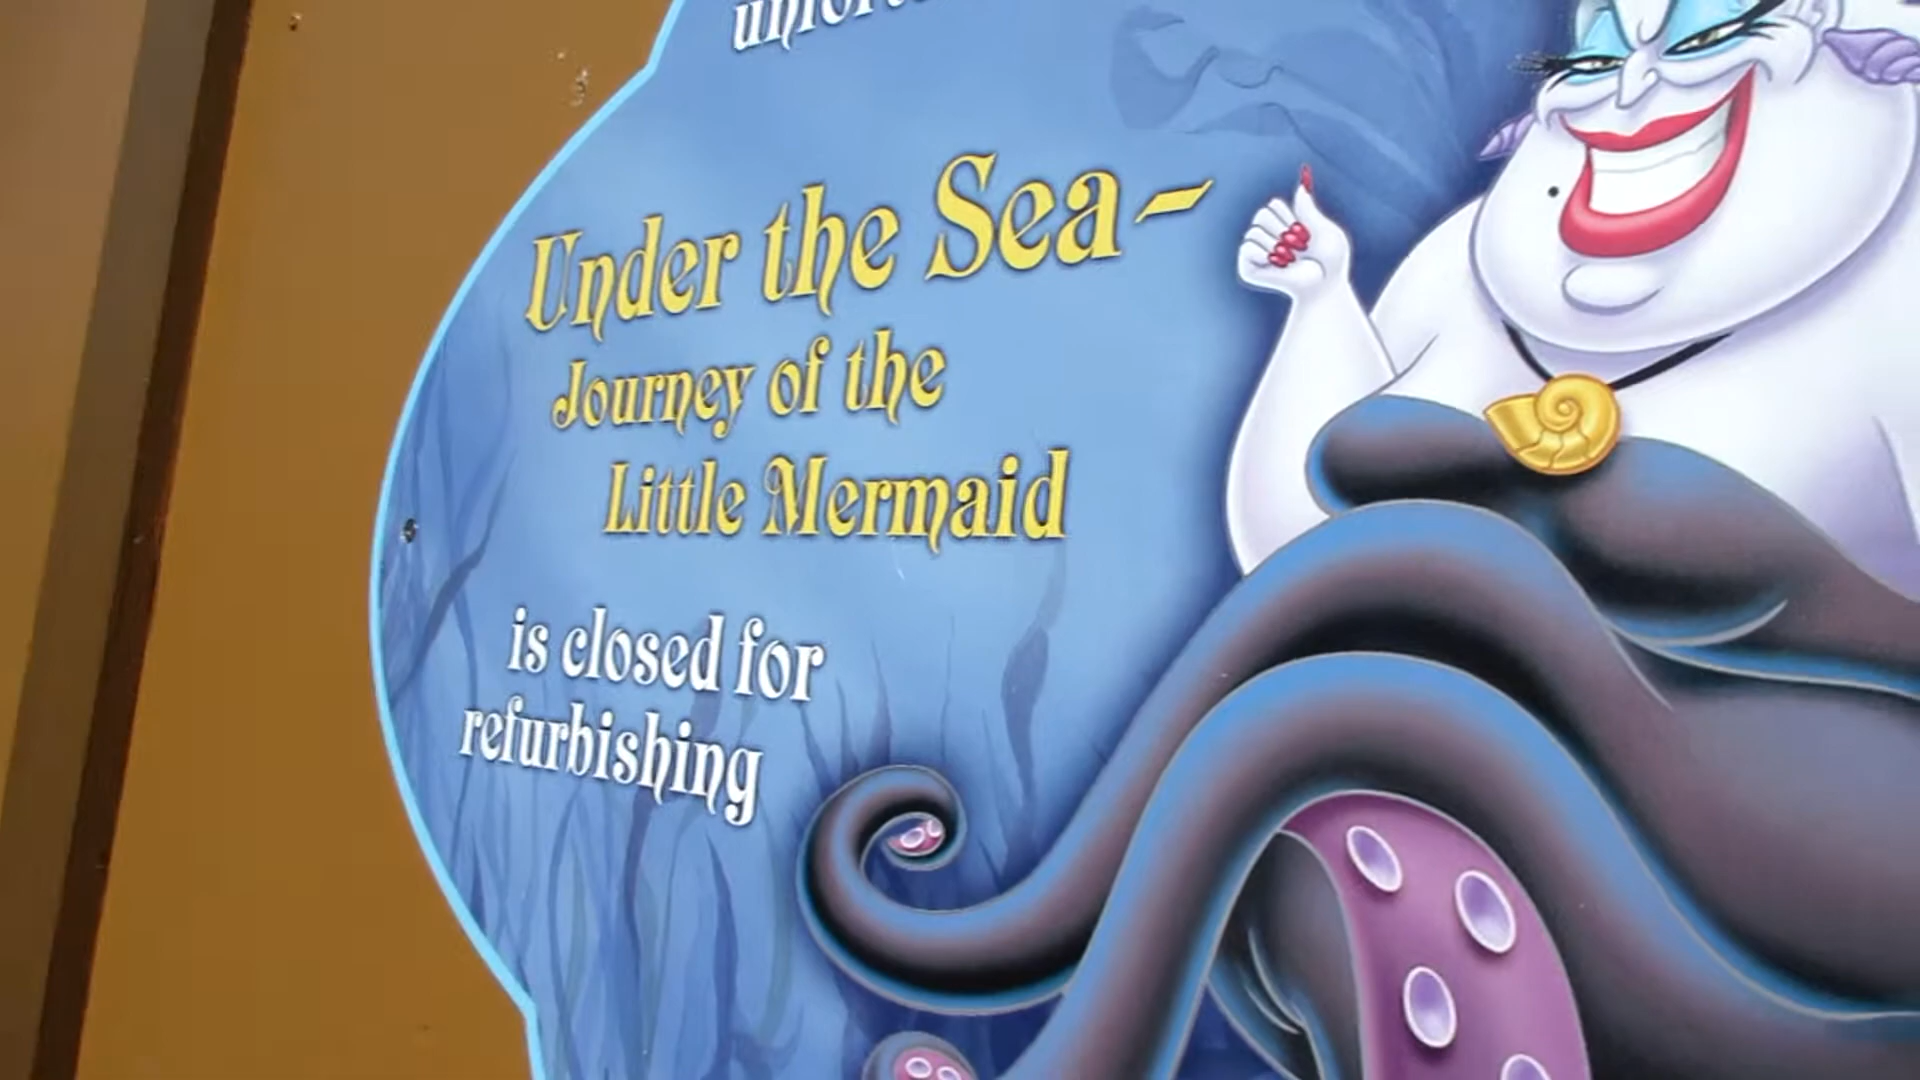 Under the Sea-
Journey of the
Little Mermaid
is closed for
refurbishing